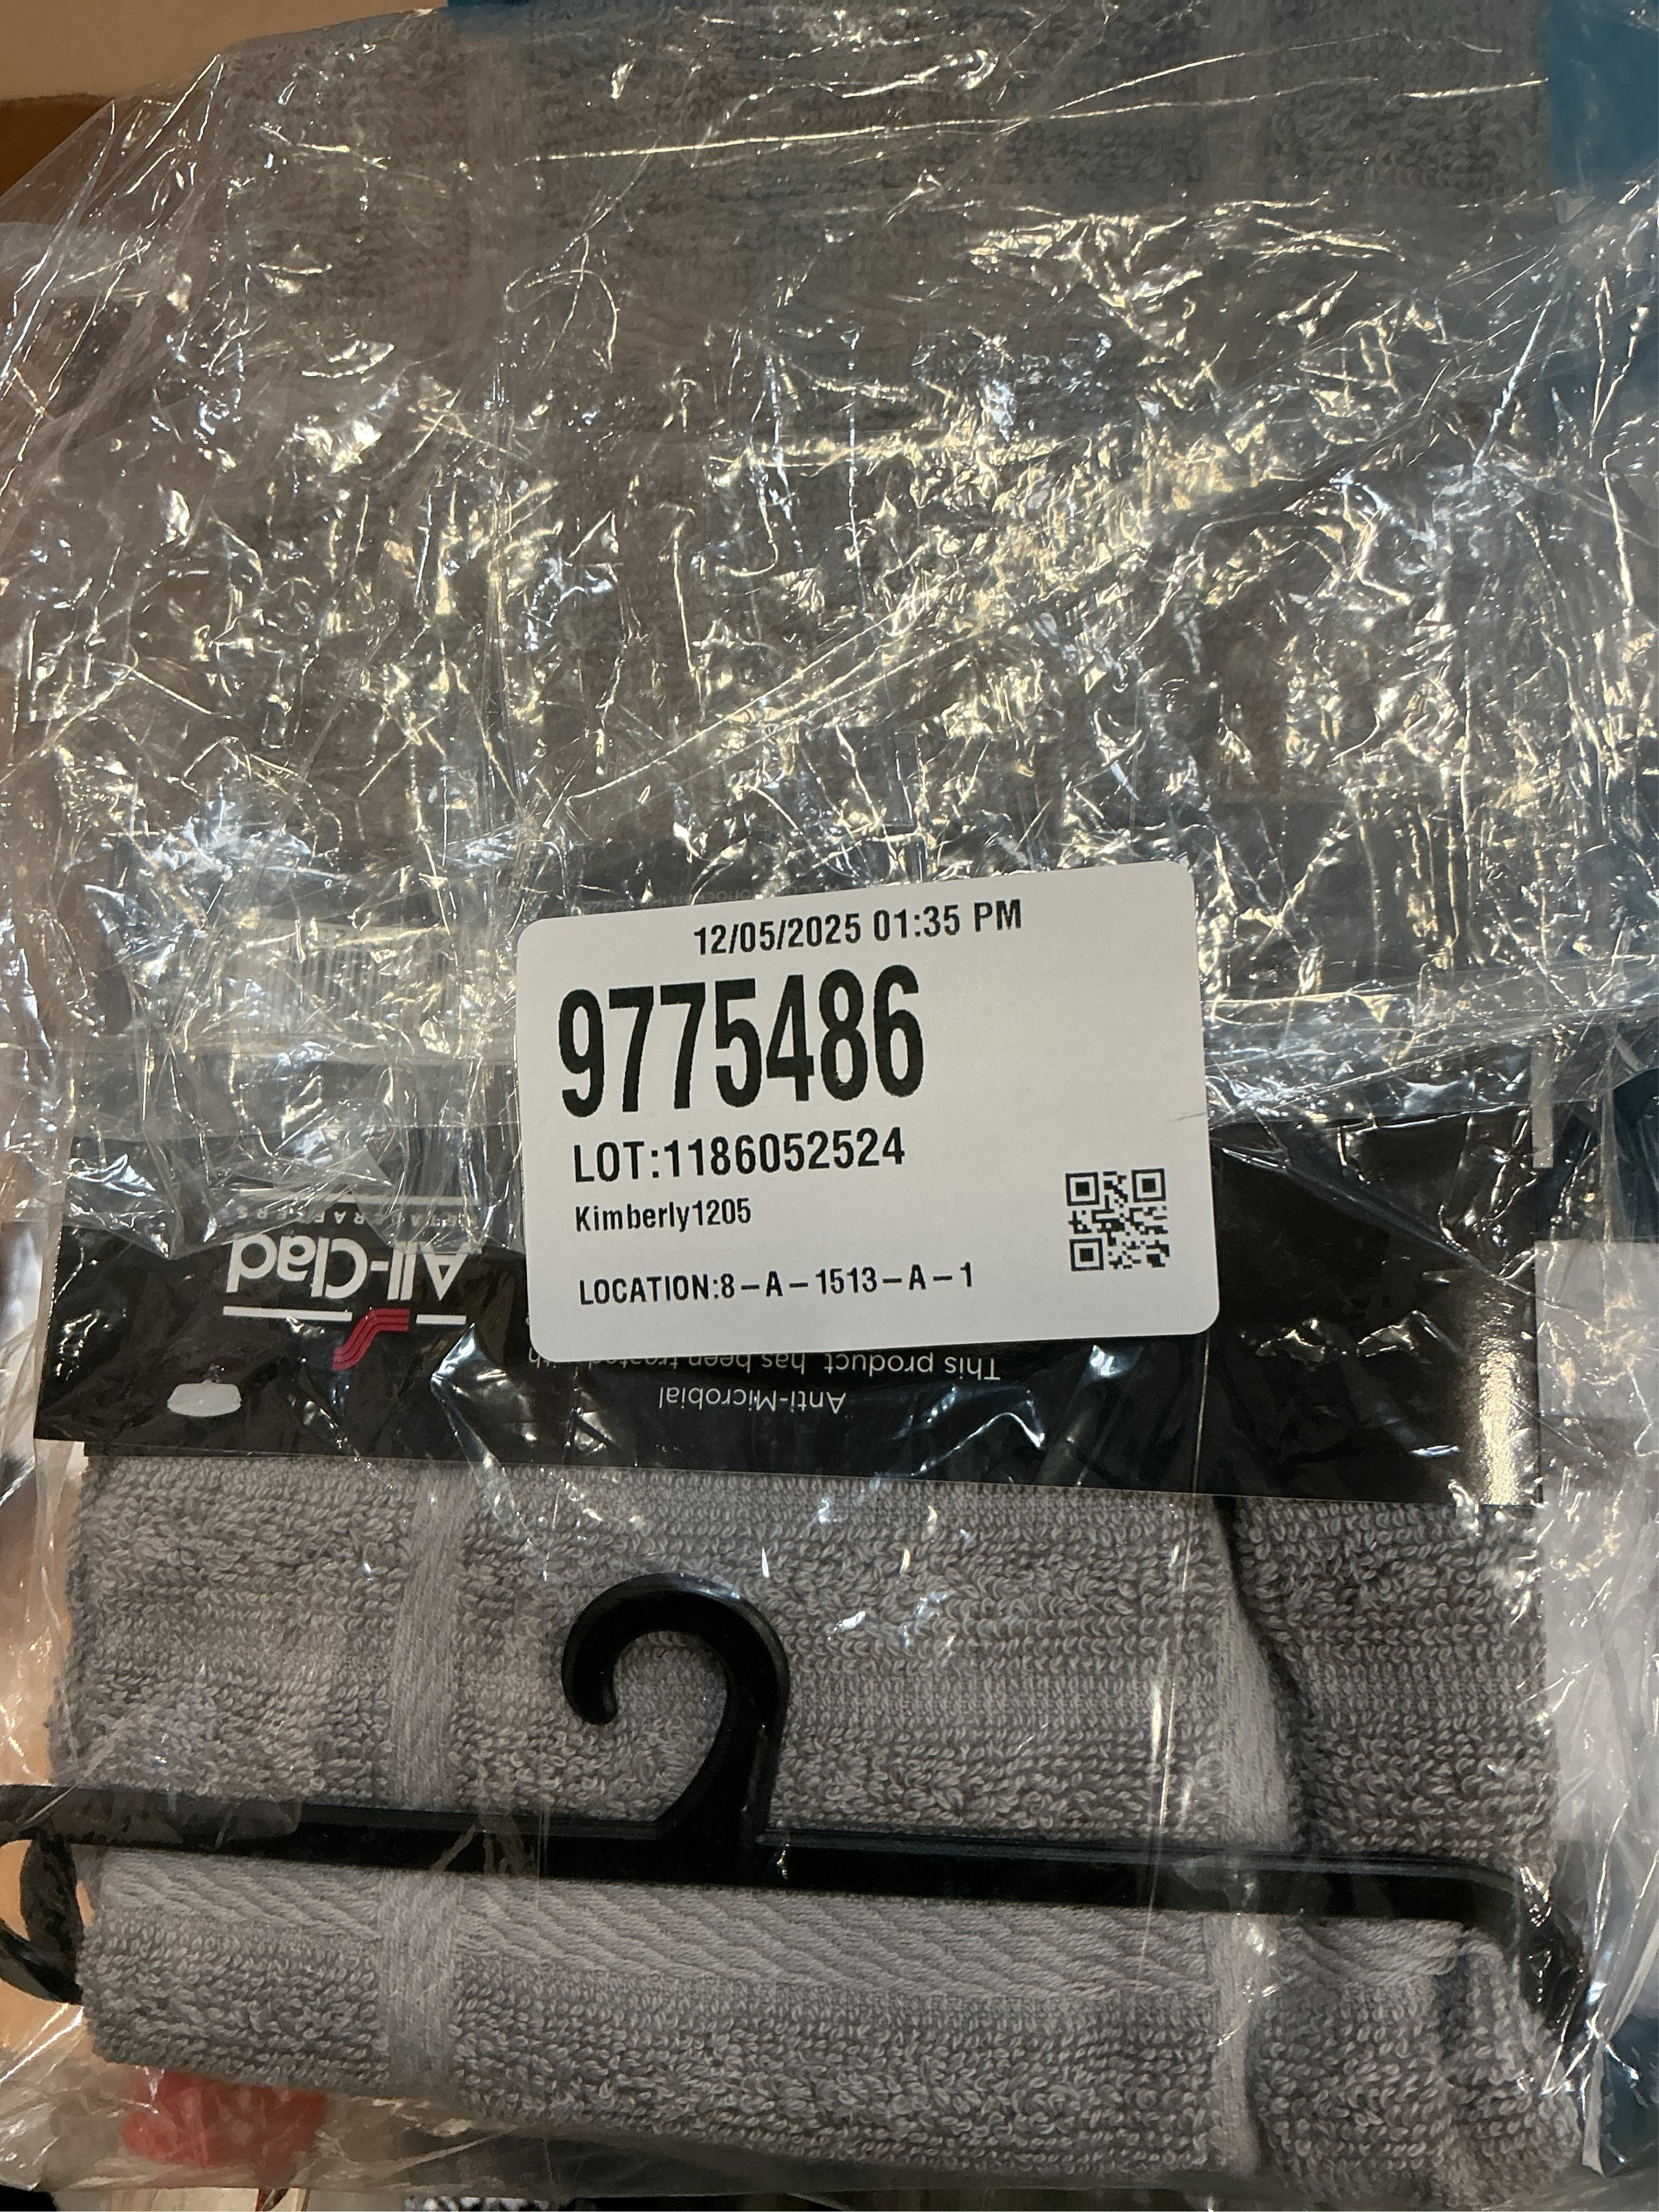 12/05/2025 01:35 PM
9775486
LOT:1186052524
Kimberly1205
LOCATION:8-A-1513-A-1
Anti-Microbial
This product has been treated
All-Clad